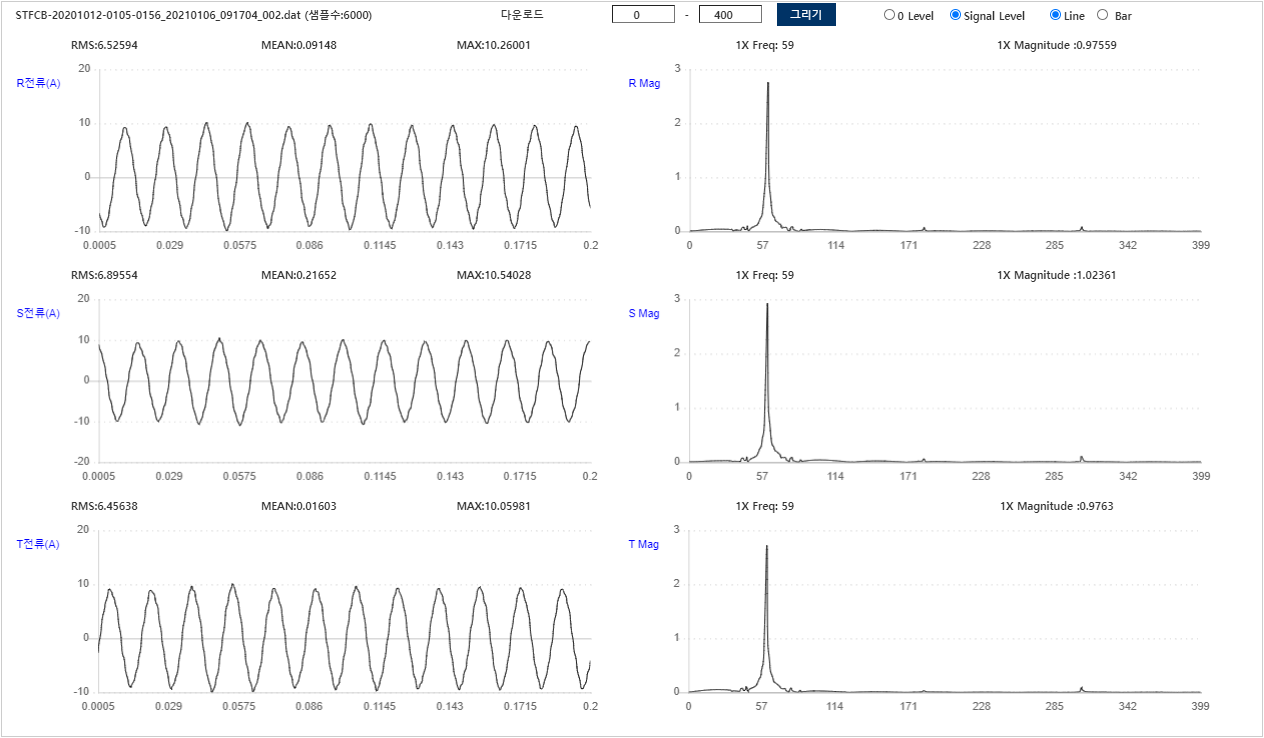 STFCB-20201012-0105-0156_20210106_091704_002.dat (샘플수:6000) 다운로드 0 - 400 그리기 0 Level Signal Level Line Bar
RMS:6.52594 MEAN:0.09148 MAX:10.26001 1X Freq: 59 1X Magnitude :0.97559
R전류(A)
20
10
0
-10
0.0005 0.029 0.0575 0.086 0.1145 0.143 0.1715 0.2
R Mag
3
2
1
0
0 57 114 171 228 285 342 399
RMS:6.89554 MEAN:0.21652 MAX:10.54028 1X Freq: 59 1X Magnitude :1.02361
S전류(A)
20
10
0
-10
-20
0.0005 0.029 0.0575 0.086 0.1145 0.143 0.1715 0.2
S Mag
3
2
1
0
0 57 114 171 228 285 342 399
RMS:6.45638 MEAN:0.01603 MAX:10.05981 1X Freq: 59 1X Magnitude :0.9763
T전류(A)
20
10
0
-10
0.0005 0.029 0.0575 0.086 0.1145 0.143 0.1715 0.2
T Mag
3
2
1
0
0 57 114 171 228 285 342 399